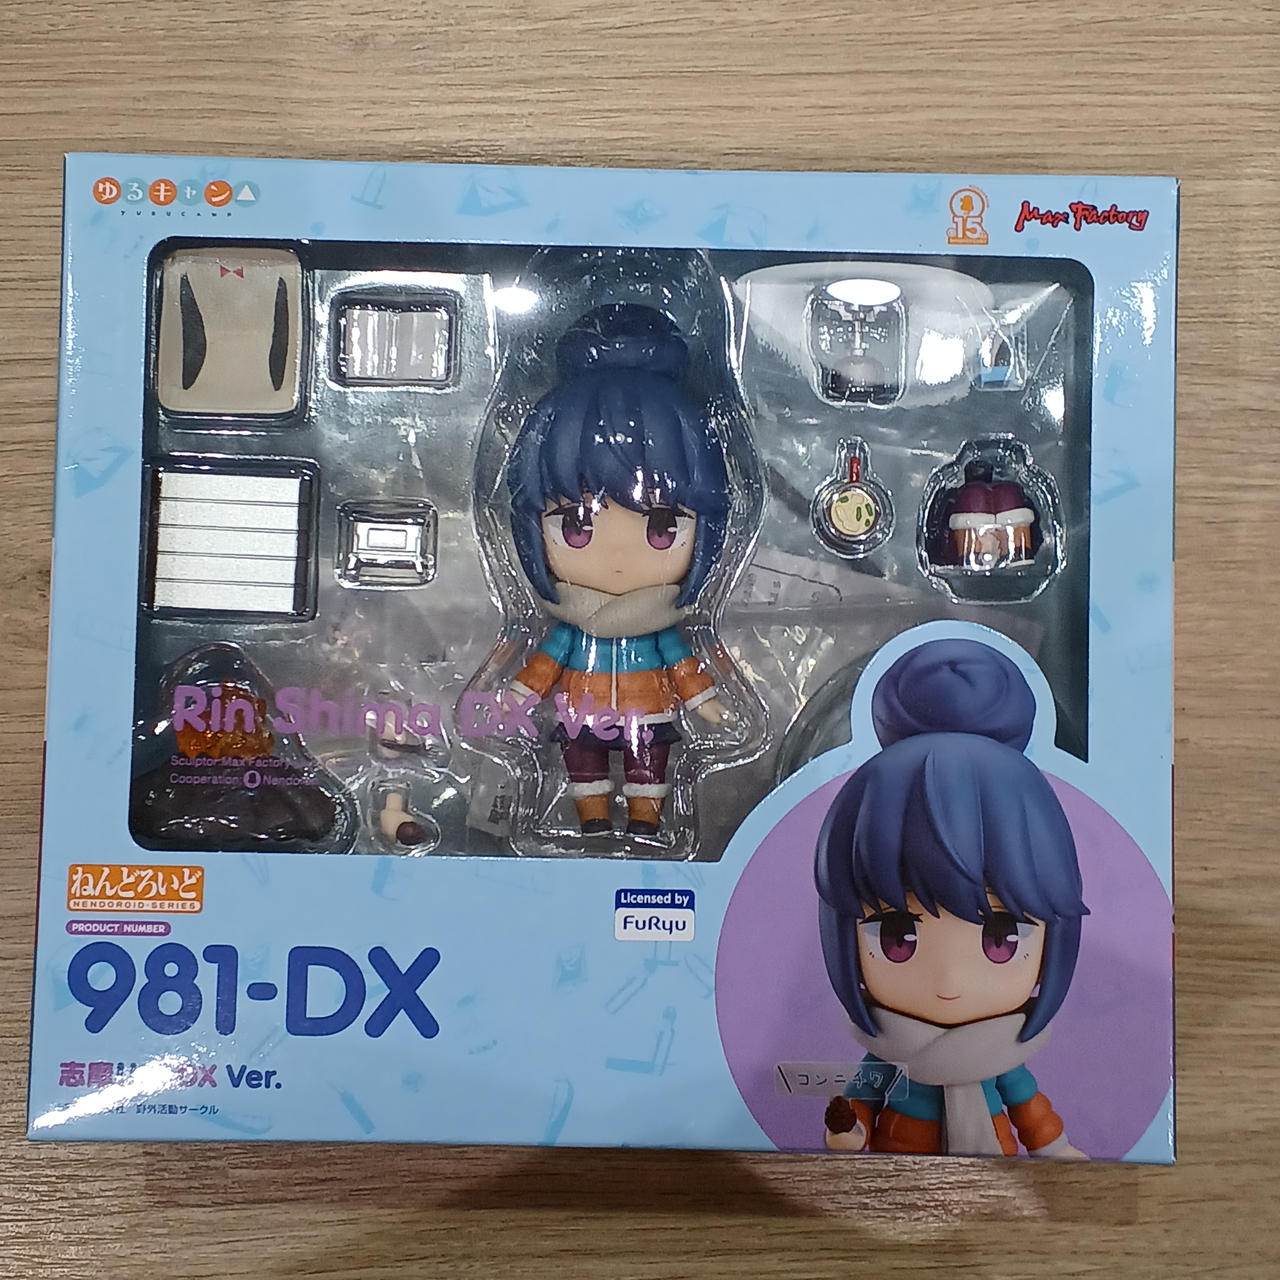 ゆるキャン△
YURUCAMP
15
Max Factory
Rin Shima DX Ver.
Sculptor:Max Factory
Cooperation:
ねんどろいど
NENDOROID-SERIES
PRODUCT NUMBER
981-DX
志摩 DX Ver.
野外活動サークル
Licensed by
FuRyu
コンニチワ